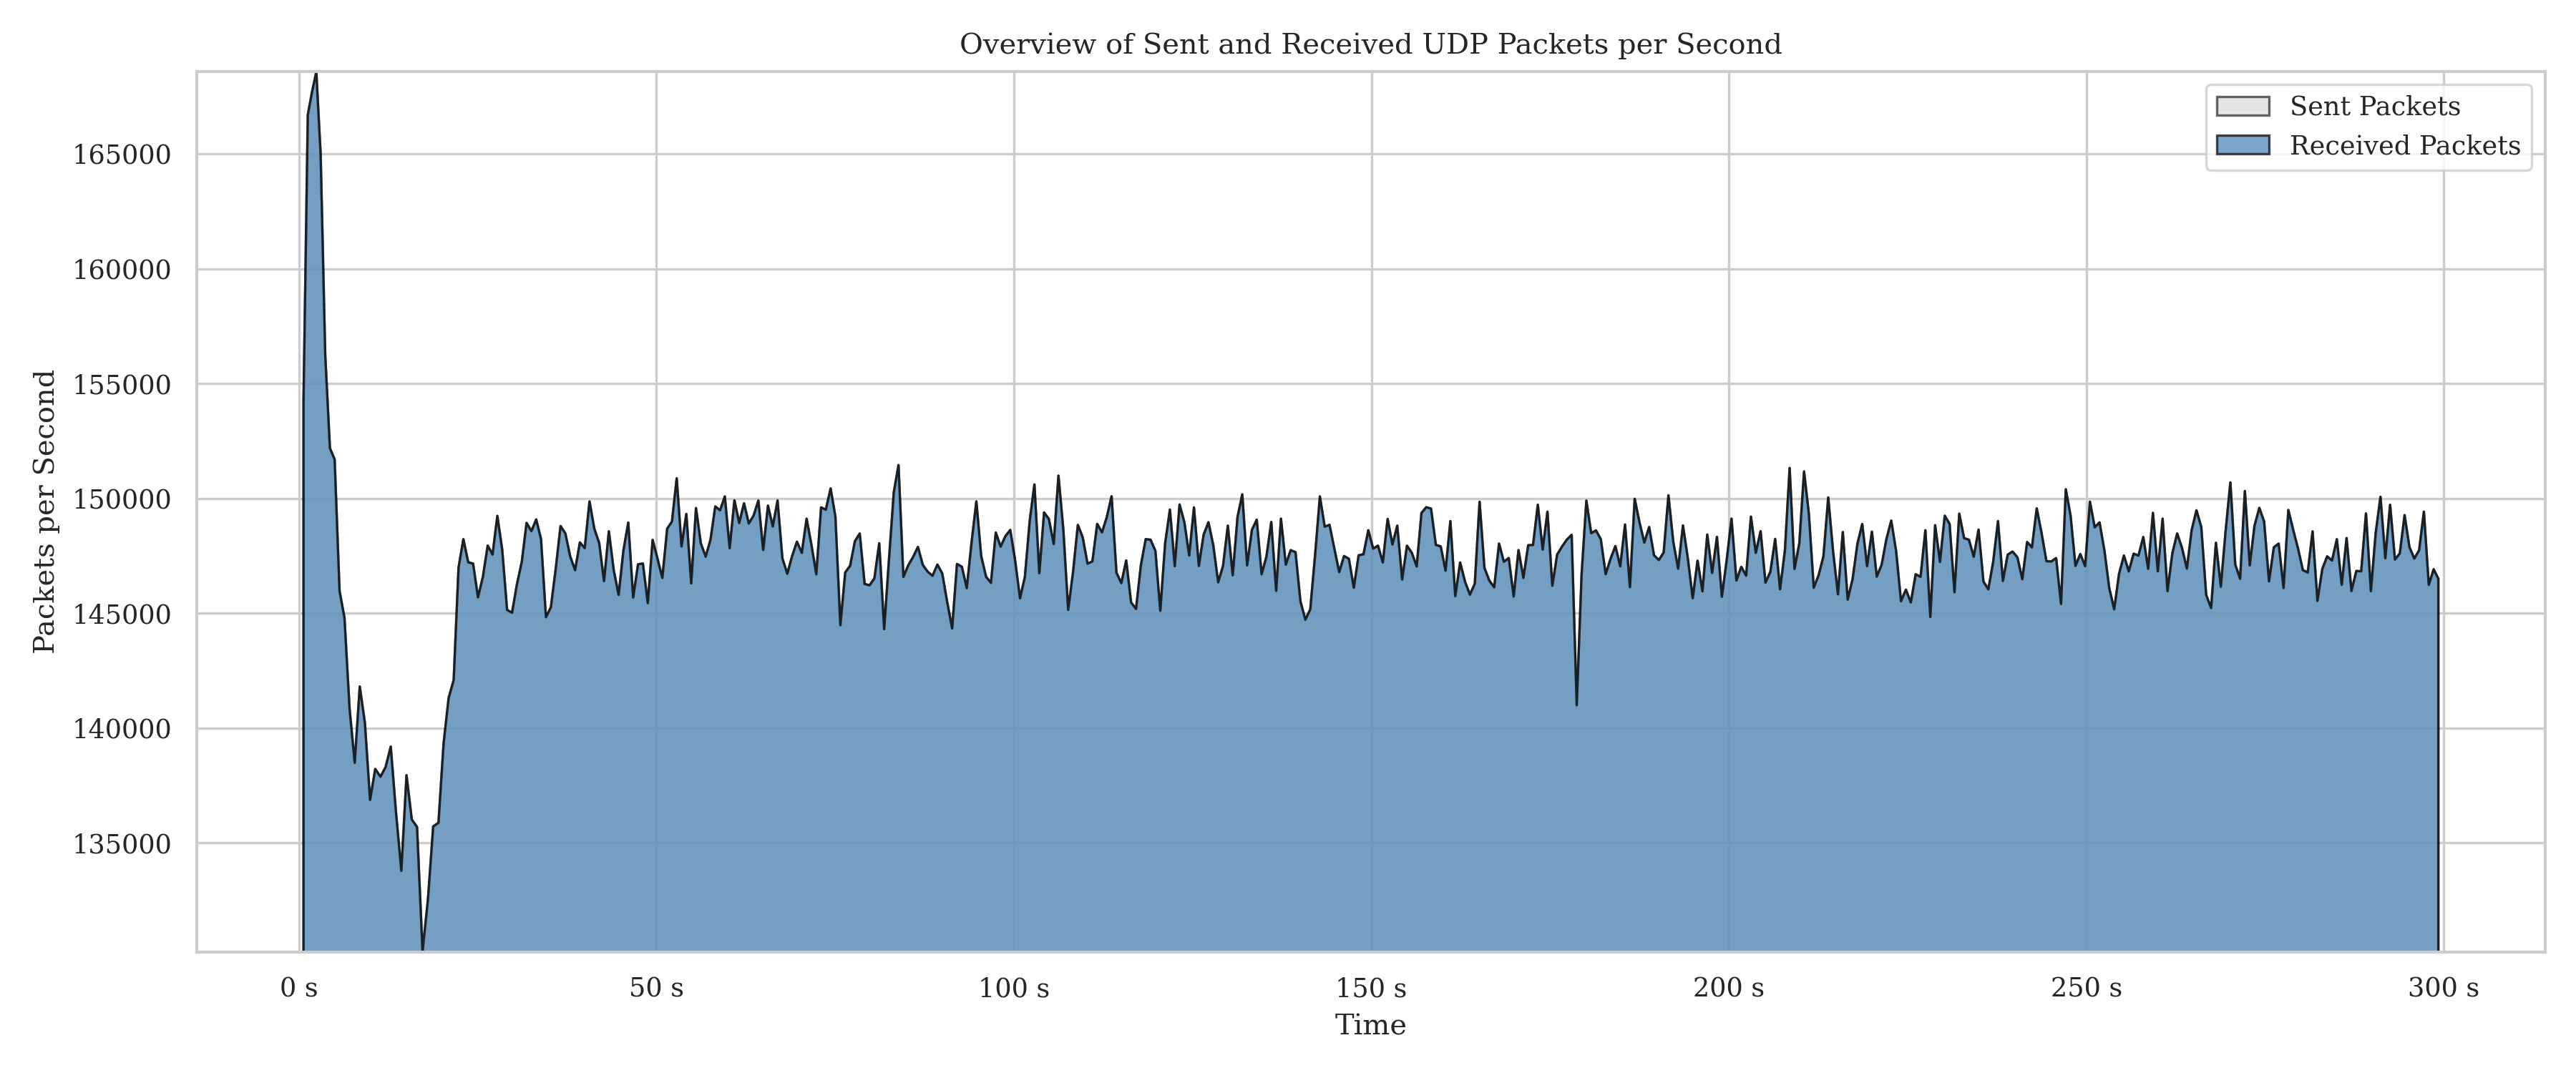 Overview of Sent and Received UDP Packets per Second
Sent Packets
Received Packets
Packets per Second
165000
160000
155000
150000
145000
140000
135000
0 s
50 s
100 s
150 s
200 s
250 s
300 s
Time